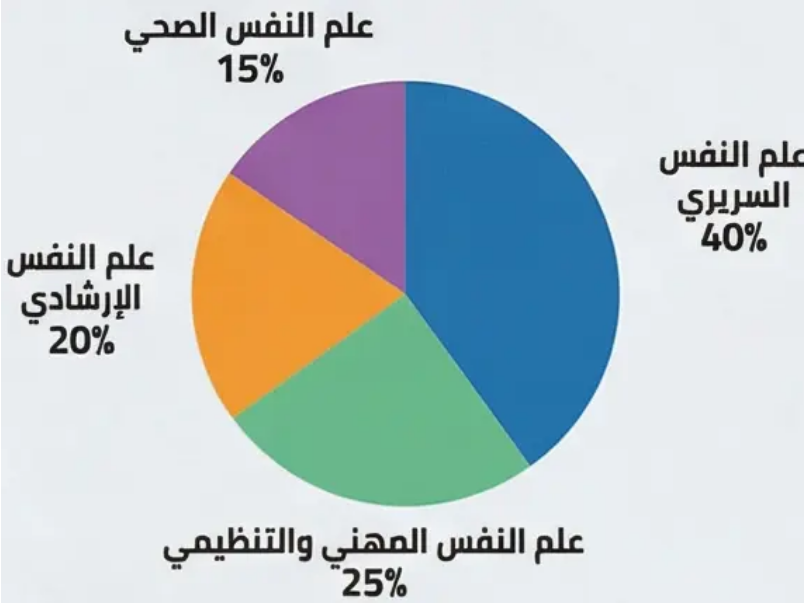 علم النفس الصحي
15%
علم النفس
السريري
40%
علم النفس
الإرشادي
20%
علم النفس المهني والتنظيمي
25%